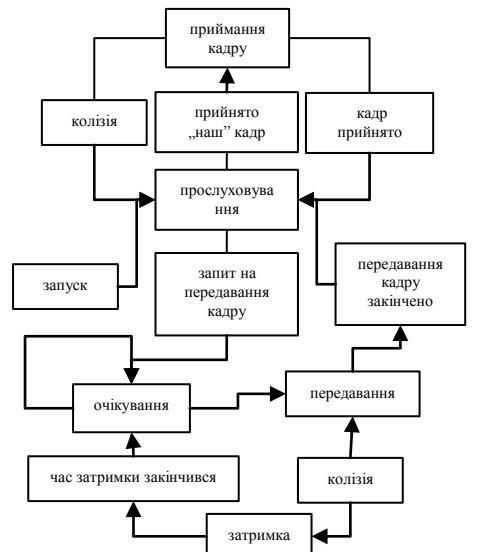 приймання
кадру
колізія
прийнято
„наш” кадр
кадр
прийнято
прослуховува
ння
запуск
запит на
передавання
кадру
передавання
кадру
закінчено
очікування
передавання
час затримки закінчився
колізія
затримка